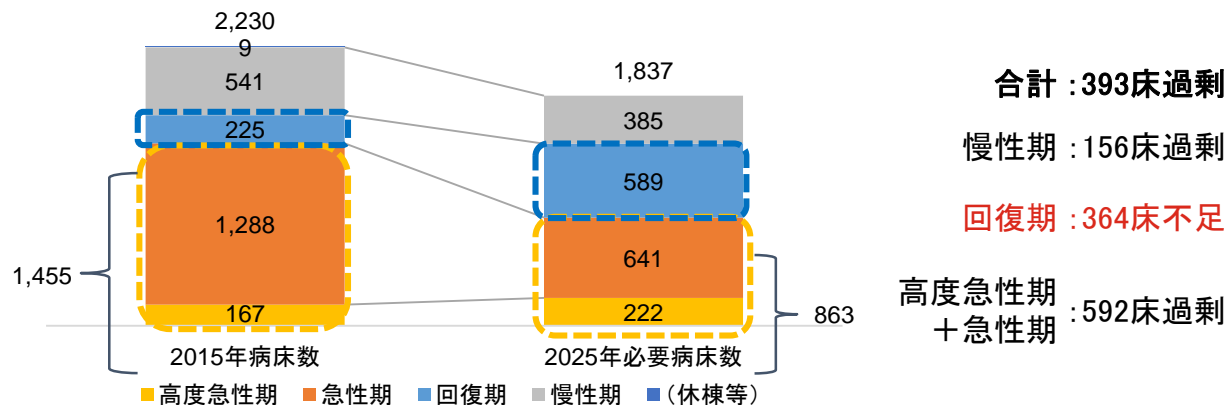 2,230
9
541
225
1,288
167
1,455
2015年病床数
1,837
385
589
641
222
863
2025年必要病床数
高度急性期 急性期 回復期 慢性期 (休棟等)
合計：393床過剰
慢性期：156床過剰
回復期：364床不足
高度急性期
＋急性期
：592床過剰